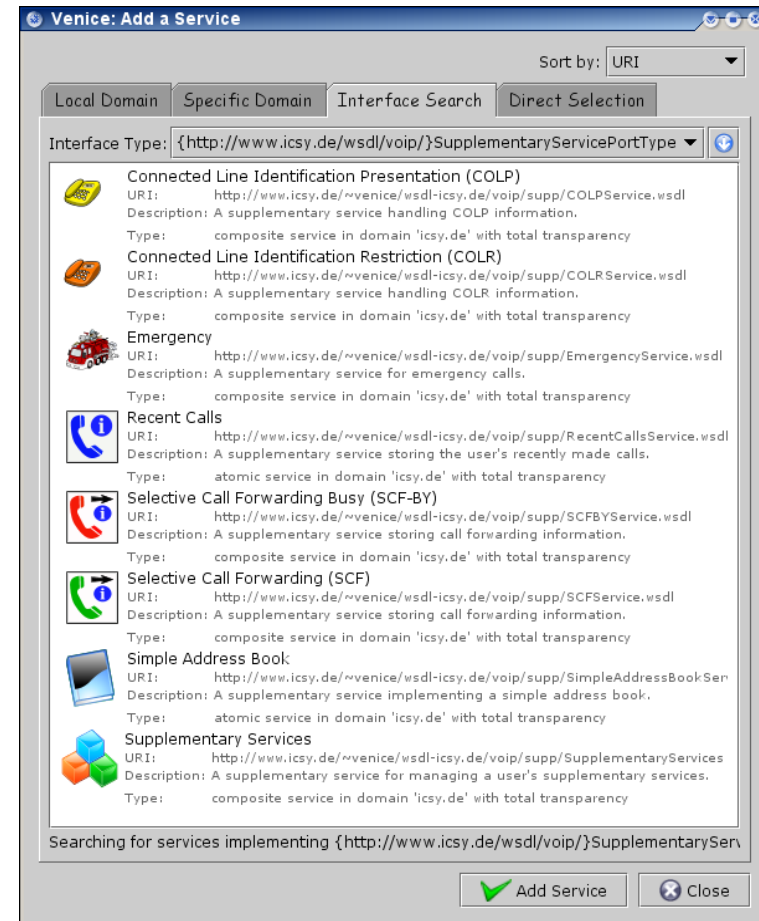 Venice: Add a Service
Sort by: URI
Local Domain Specific Domain Interface Search Direct Selection
Interface Type: {http://www.icsy.de/wsdl/voip/}SupplementaryServicePortType
Connected Line Identification Presentation (COLP)
URI: http://www.icsy.de/~venice/wsdl-icsy.de/voip/supp/COLPService.wsdl
Description: A supplementary service handling COLP information.
Type: composite service in domain 'icsy.de' with total transparency
Connected Line Identification Restriction (COLR)
URI: http://www.icsy.de/~venice/wsdl-icsy.de/voip/supp/COLRService.wsdl
Description: A supplementary service handling COLR information.
Type: composite service in domain 'icsy.de' with total transparency
Emergency
URI: http://www.icsy.de/~venice/wsdl-icsy.de/voip/supp/EmergencyService.wsdl
Description: A supplementary service for emergency calls.
Type: composite service in domain 'icsy.de' with total transparency
Recent Calls
URI: http://www.icsy.de/~venice/wsdl-icsy.de/voip/supp/RecentCallsService.wsdl
Description: A supplementary service storing the user's recently made calls.
Type: atomic service in domain 'icsy.de' with total transparency
Selective Call Forwarding Busy (SCF-BY)
URI: http://www.icsy.de/~venice/wsdl-icsy.de/voip/supp/SCFBYService.wsdl
Description: A supplementary service storing call forwarding information.
Type: composite service in domain 'icsy.de' with total transparency
Selective Call Forwarding (SCF)
URI: http://www.icsy.de/~venice/wsdl-icsy.de/voip/supp/SCFService.wsdl
Description: A supplementary service storing call forwarding information.
Type: composite service in domain 'icsy.de' with total transparency
Simple Address Book
URI: http://www.icsy.de/~venice/wsdl-icsy.de/voip/supp/SimpleAddressBookSer
Description: A supplementary service implementing a simple address book.
Type: atomic service in domain 'icsy.de' with total transparency
Supplementary Services
URI: http://www.icsy.de/~venice/wsdl-icsy.de/voip/supp/SupplementaryServices
Description: A supplementary service for managing a user's supplementary services.
Type: composite service in domain 'icsy.de' with total transparency
Searching for services implementing {http://www.icsy.de/wsdl/voip/}SupplementarySer
Add Service Close